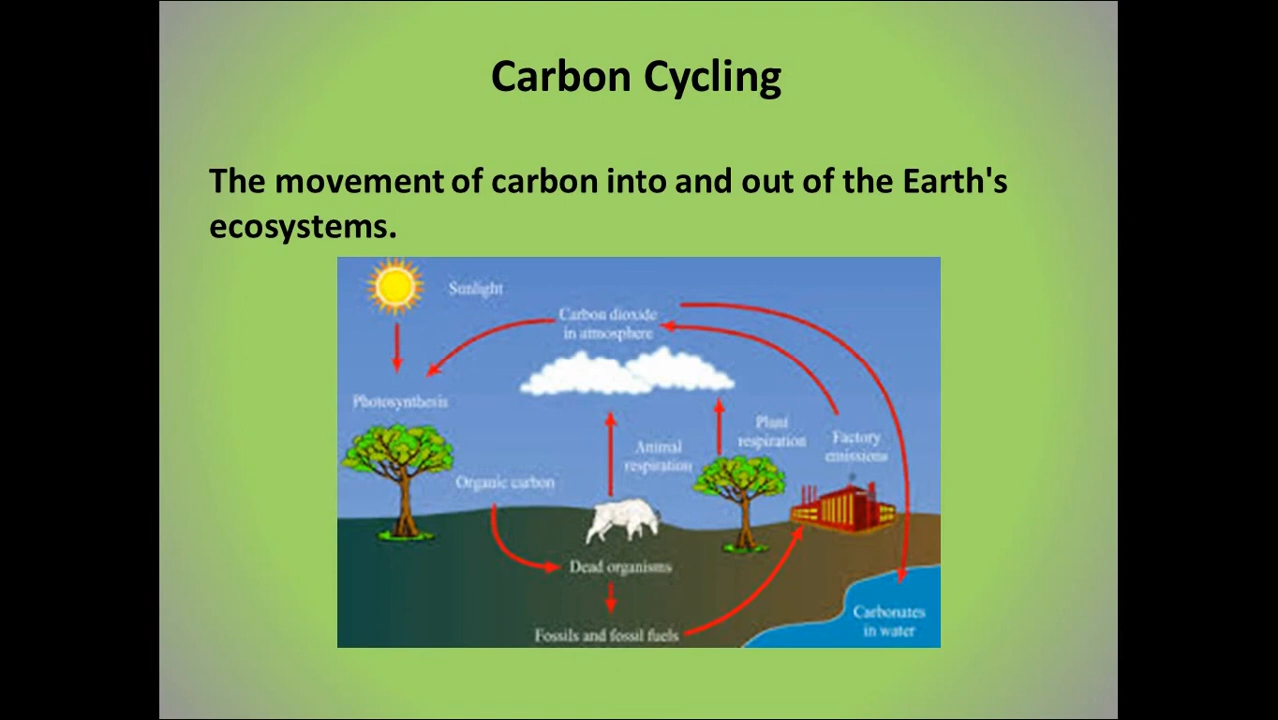 Carbon Cycling
The movement of carbon into and out of the Earth's
ecosystems.
Sunlight
Carbon dioxide
in atmosphere
Photosynthesis
Plant
respiration
Factory
emissions
Animal
respiration
Organic carbon
Dead organisms
Fossils and fossil fuels
Carbonates
in water